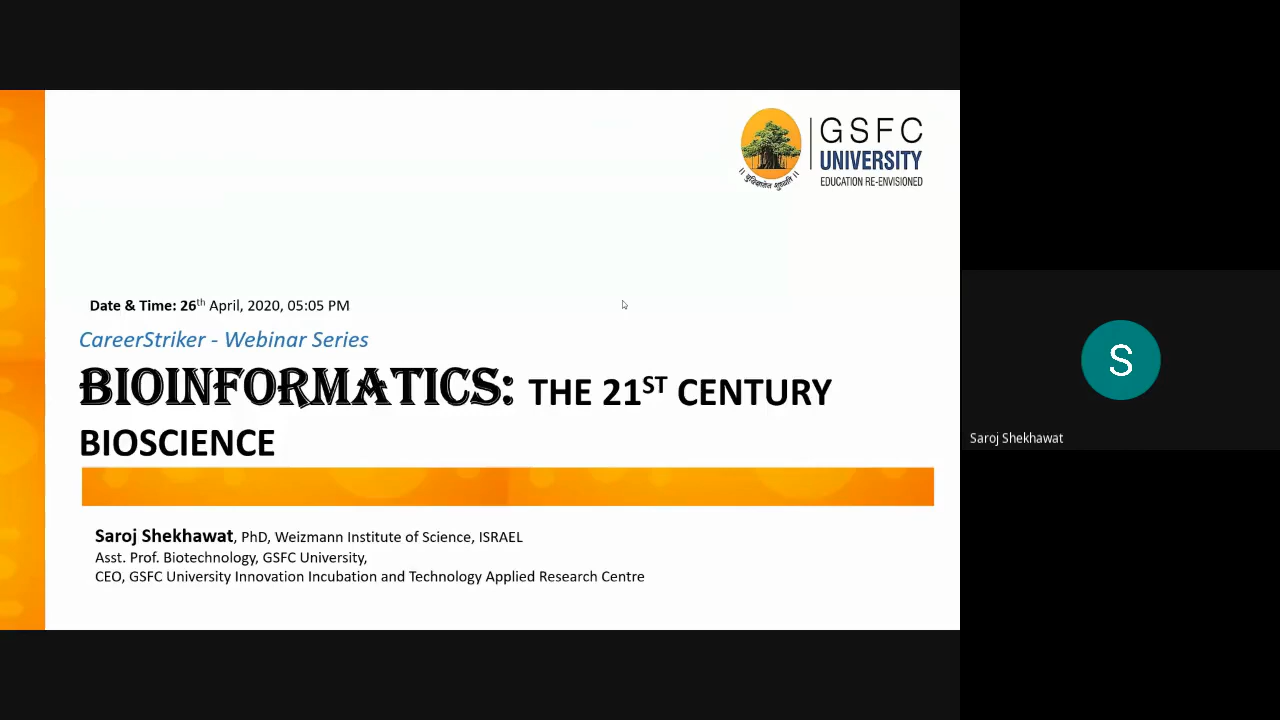 GSFC
UNIVERSITY
EDUCATION RE-ENVISIONED
Date & Time: 26th April, 2020, 05:05 PM
CareerStriker - Webinar Series
BIOINFORMATICS: THE 21ST CENTURY
BIOSCIENCE
Saroj Shekhawat, PhD, Weizmann Institute of Science, ISRAEL
Asst. Prof. Biotechnology, GSFC University,
CEO, GSFC University Innovation Incubation and Technology Applied Research Centre
S
Saroj Shekhawat